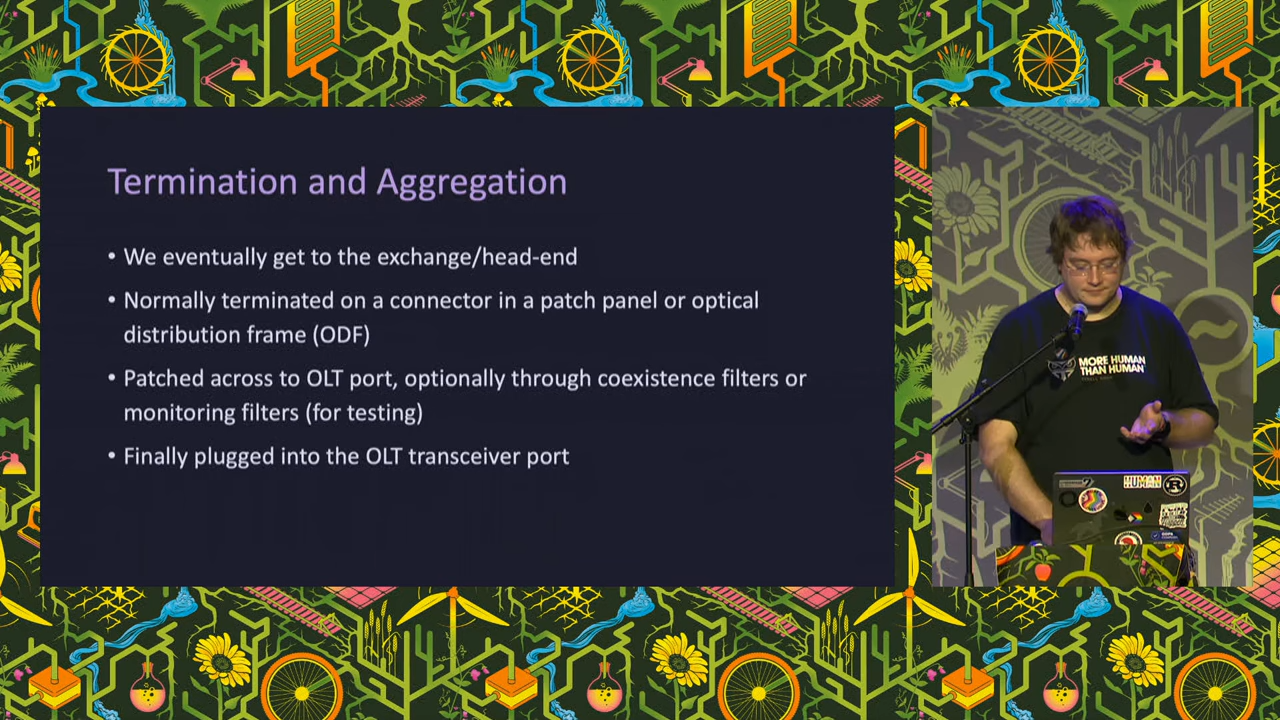 Termination and Aggregation
• We eventually get to the exchange/head-end
• Normally terminated on a connector in a patch panel or optical
distribution frame (ODF)
• Patched across to OLT port, optionally through coexistence filters or
monitoring filters (for testing)
• Finally plugged into the OLT transceiver port
MORE HUMAN
THAN HUMAN
HUMAN